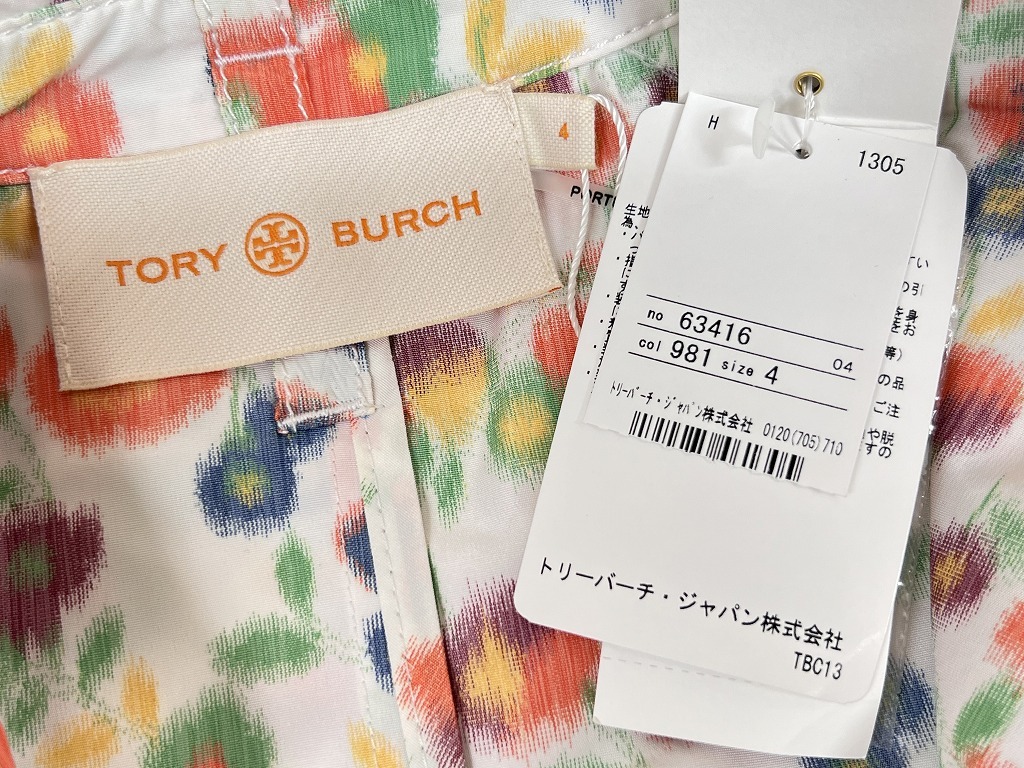 TORY BURCH
4
H
1305
no 63416 04
col 981 size 4
トリーバーチ・ジャパン株式会社 0120(705)710
トリーバーチ・ジャパン株式会社
TBC13